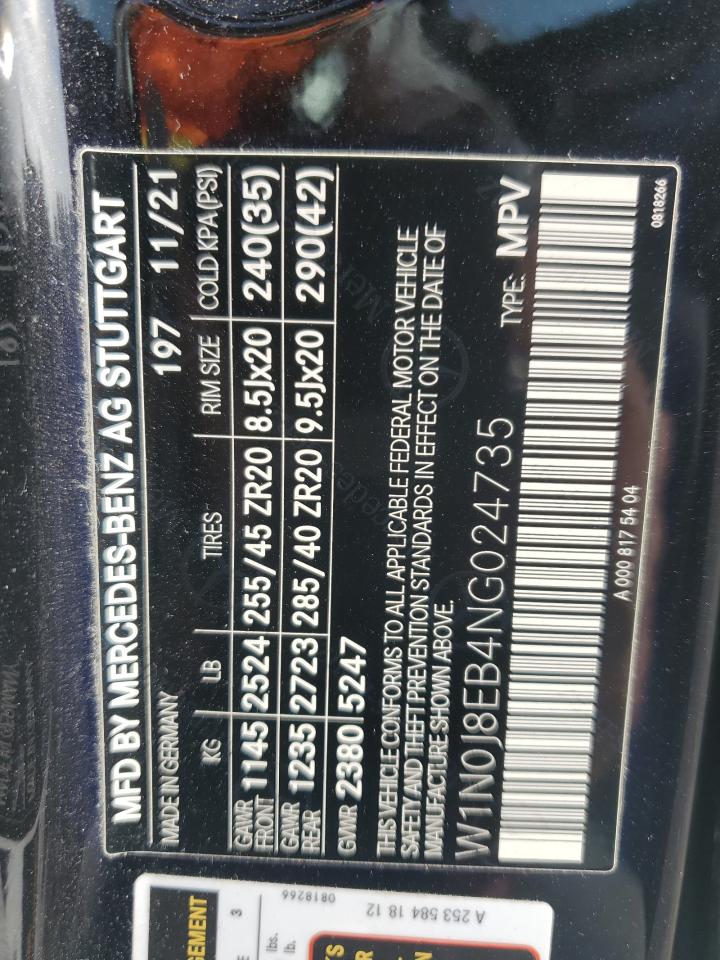 MFD BY MERCEDES-BENZ AG STUTTGART
MADE IN GERMANY 197 11/21
KG LB TIRES RIM SIZE COLD KPA(PSI)
GAWR FRONT 1145 2524 255/45 ZR20 8.5Jx20 240(35)
GAWR REAR 1235 2723 285/40 ZR20 9.5Jx20 290(42)
GVWR 2380 5247
THIS VEHICLE CONFORMS TO ALL APPLICABLE FEDERAL MOTOR VEHICLE
SAFETY AND THEFT PREVENTION STANDARDS IN EFFECT ON THE DATE OF
MANUFACTURE SHOWN ABOVE.
W1N0J8EB4NG024735 TYPE: MPV
A 000 817 54 04 0818266
3
lbs.
lb.
0818266
A 253 584 18 12